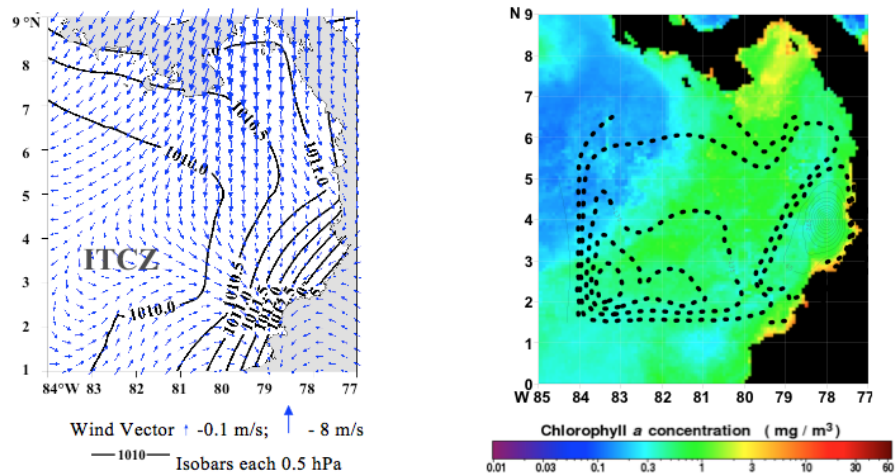 9 °N
8
7
6
5
4
3
2
1
1010.5
1010.0
1011.0
ITCZ
1010.0
1010.5
84°W 83 82 81 80 79 78 77
Wind Vector -0.1 m/s; - 8 m/s
1010 Isobars each 0.5 hPa
N 9
8
7
6
5
4
3
2
1
0
W 85 84 83 82 81 80 79 78 77
Chlorophyll a concentration ( mg / m³ )
0.01 0.03 0.1 0.3 1 3 10 30 60